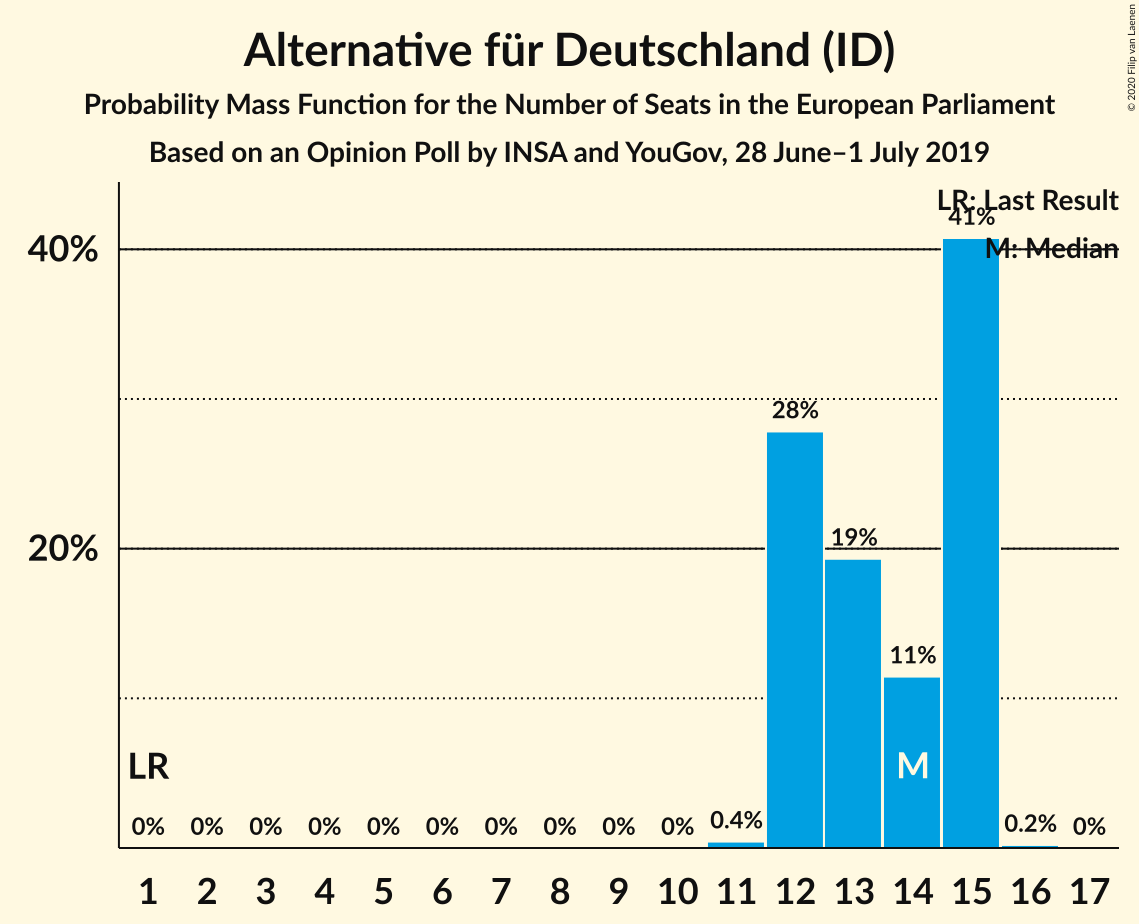 Alternative für Deutschland (ID)
Probability Mass Function for the Number of Seats in the European Parliament
Based on an Opinion Poll by INSA and YouGov, 28 June–1 July 2019
© 2020 Filip van Laenen
LR: Last Result
M: Median
40%
20%
41%
28%
19%
11%
LR
M
0% 0% 0% 0% 0% 0% 0% 0% 0% 0% 0.4% 0.2% 0%
1 2 3 4 5 6 7 8 9 10 11 12 13 14 15 16 17